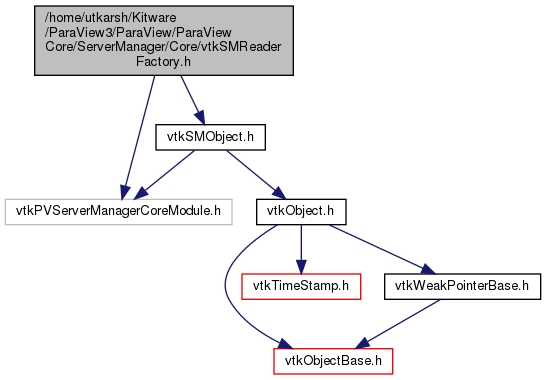 /home/utkarsh/Kitware
/ParaView3/ParaView/ParaView
Core/ServerManager/Core/vtkSMReader
Factory.h
vtkSMObject.h
vtkPVServerManagerCoreModule.h
vtkObject.h
vtkTimeStamp.h
vtkWeakPointerBase.h
vtkObjectBase.h